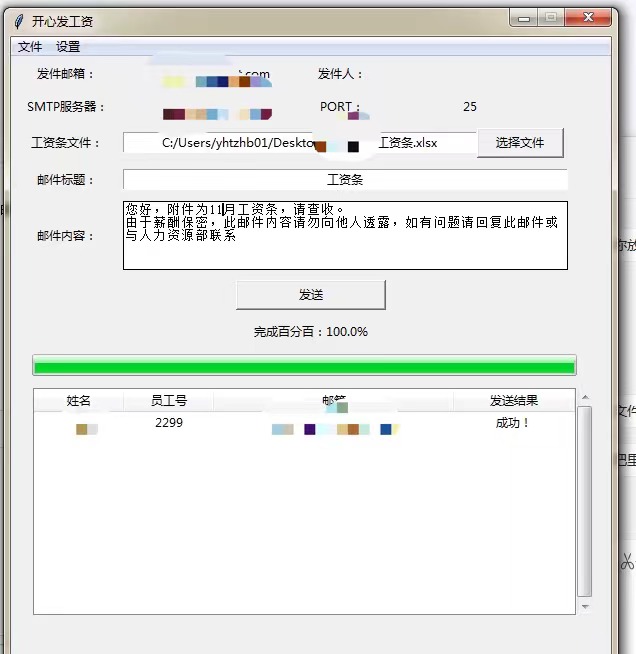 开心发工资
文件 设置
发件邮箱： .com 发件人：
SMTP服务器： PORT： 25
工资条文件： C:/Users/yhtzhb01/Deskto 工资条.xlsx 选择文件
邮件标题： 工资条
邮件内容：
您好，附件为11月工资条，请查收。
由于薪酬保密，此邮件内容请勿向他人透露，如有问题请回复此邮件或
与人力资源部联系
发送
完成百分百：100.0%
姓名 员工号 邮箱 发送结果
2299 成功！
你放
文件
吧里